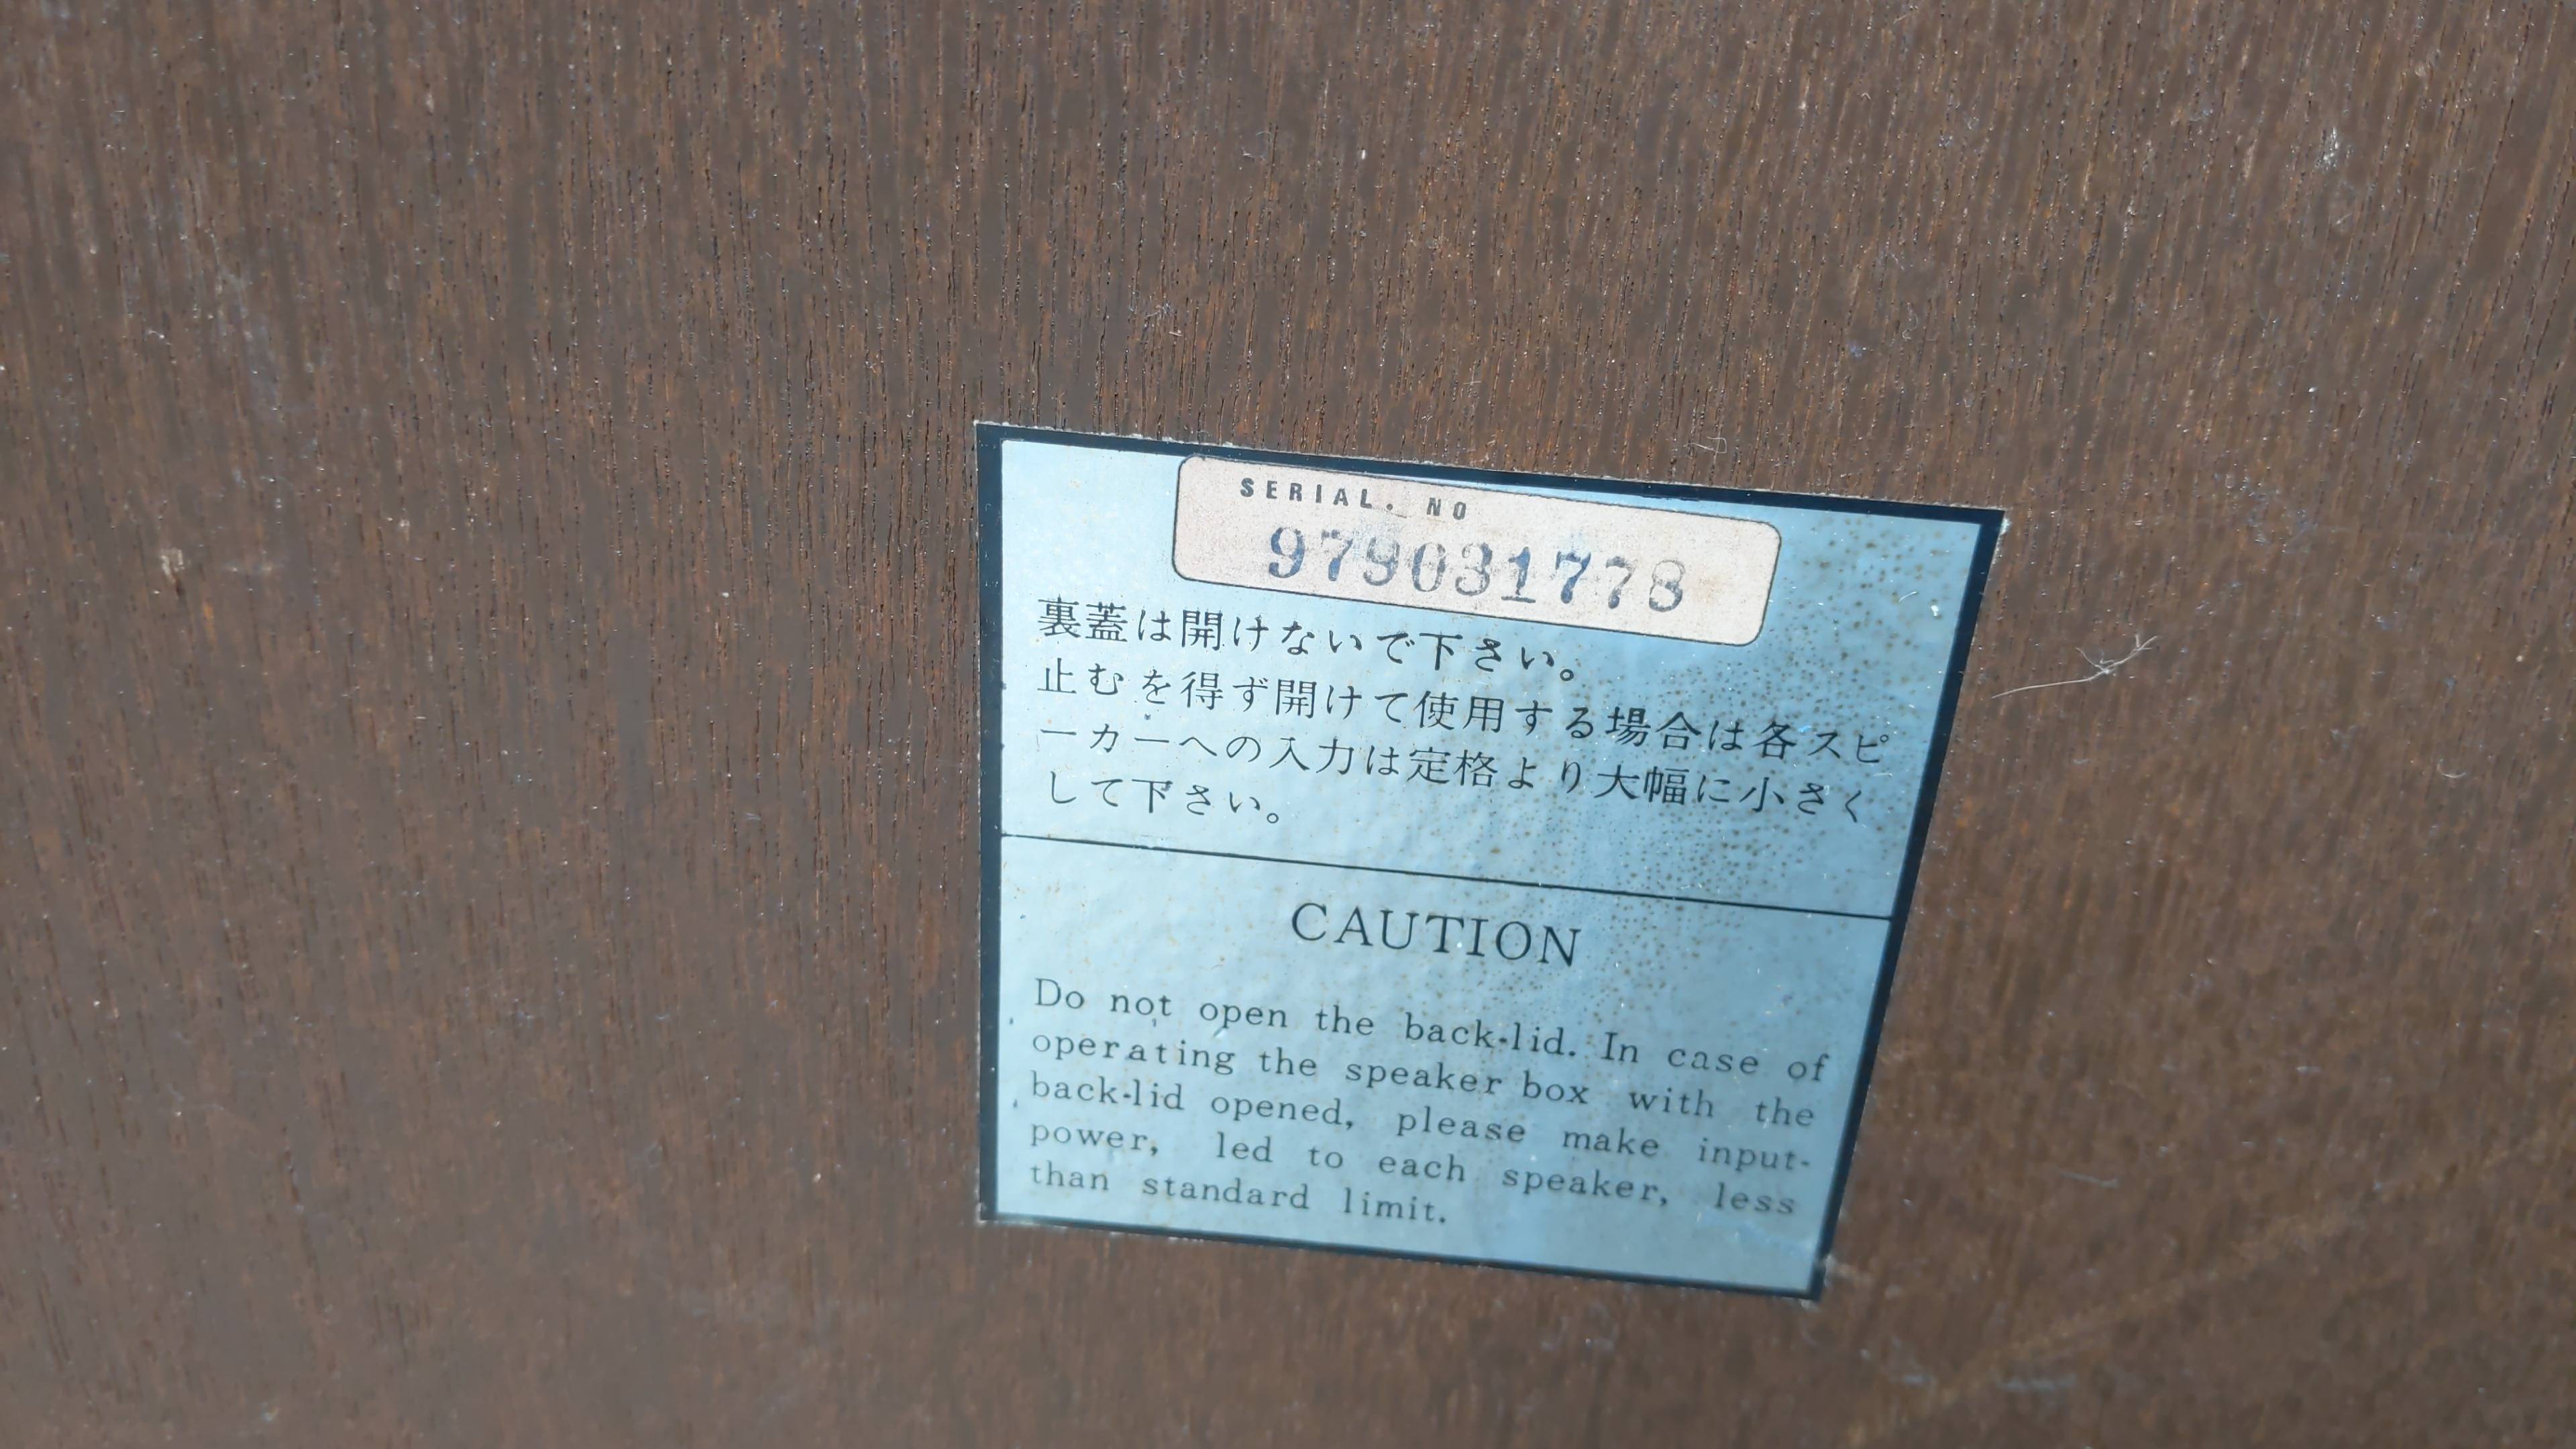 SERIAL. NO
979031778
裏蓋は開けないで下さい。
止むを得ず開けて使用する場合は各スピ
ーカーへの入力は定格より大幅に小さく
して下さい。
CAUTION
Do not open the back-lid. In case of
operating the speaker box with the
back-lid opened, please make input-
power, led to each speaker, less
than standard limit.